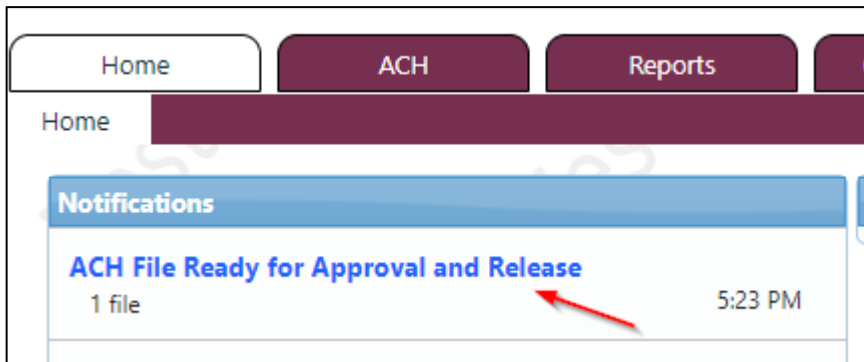 Home ACH Reports
Home
Notifications
ACH File Ready for Approval and Release
1 file 5:23 PM